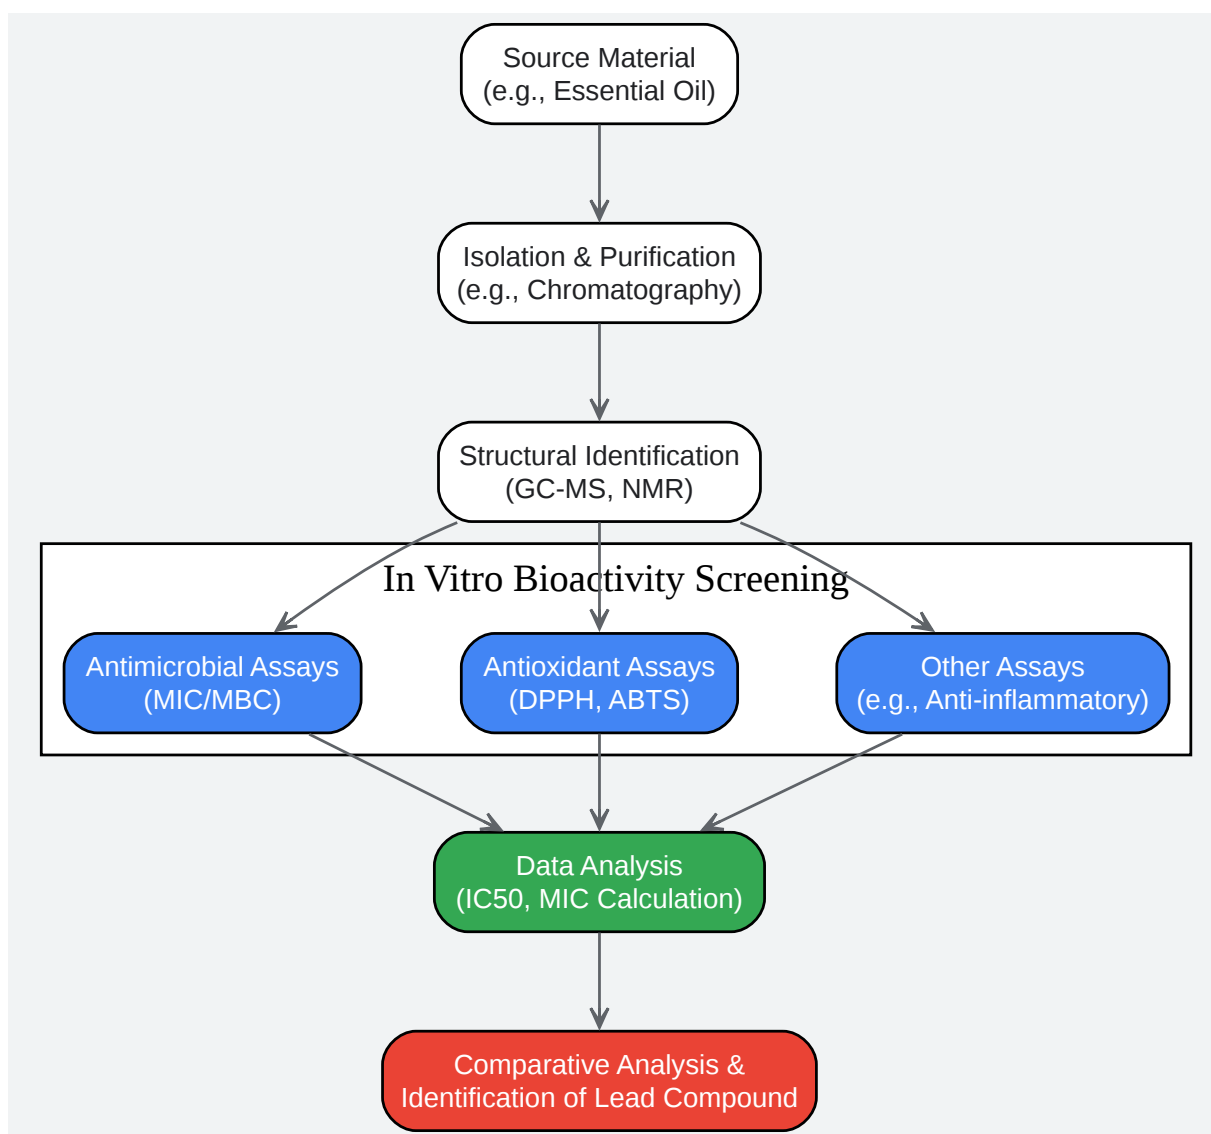 Source Material
(e.g., Essential Oil)
Isolation & Purification
(e.g., Chromatography)
Structural Identification
(GC-MS, NMR)
In Vitro Bioactivity Screening
Antimicrobial Assays
(MIC/MBC)
Antioxidant Assays
(DPPH, ABTS)
Other Assays
(e.g., Anti-inflammatory)
Data Analysis
(IC50, MIC Calculation)
Comparative Analysis &
Identification of Lead Compound